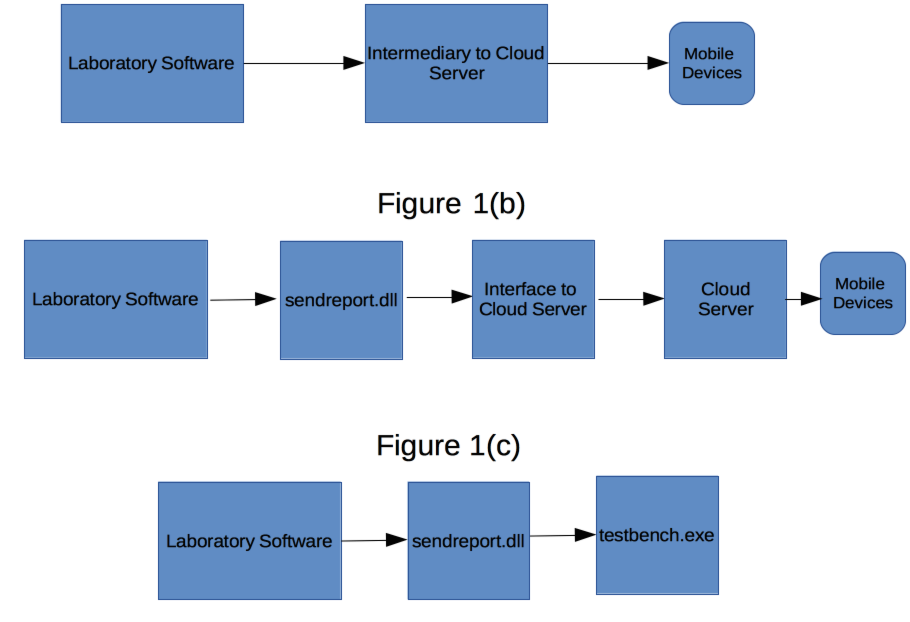 Laboratory Software
Intermediary to Cloud
Server
Mobile
Devices
Figure 1(b)
Laboratory Software
sendreport.dll
Interface to
Cloud Server
Cloud
Server
Mobile
Devices
Figure 1(c)
Laboratory Software
sendreport.dll
testbench.exe